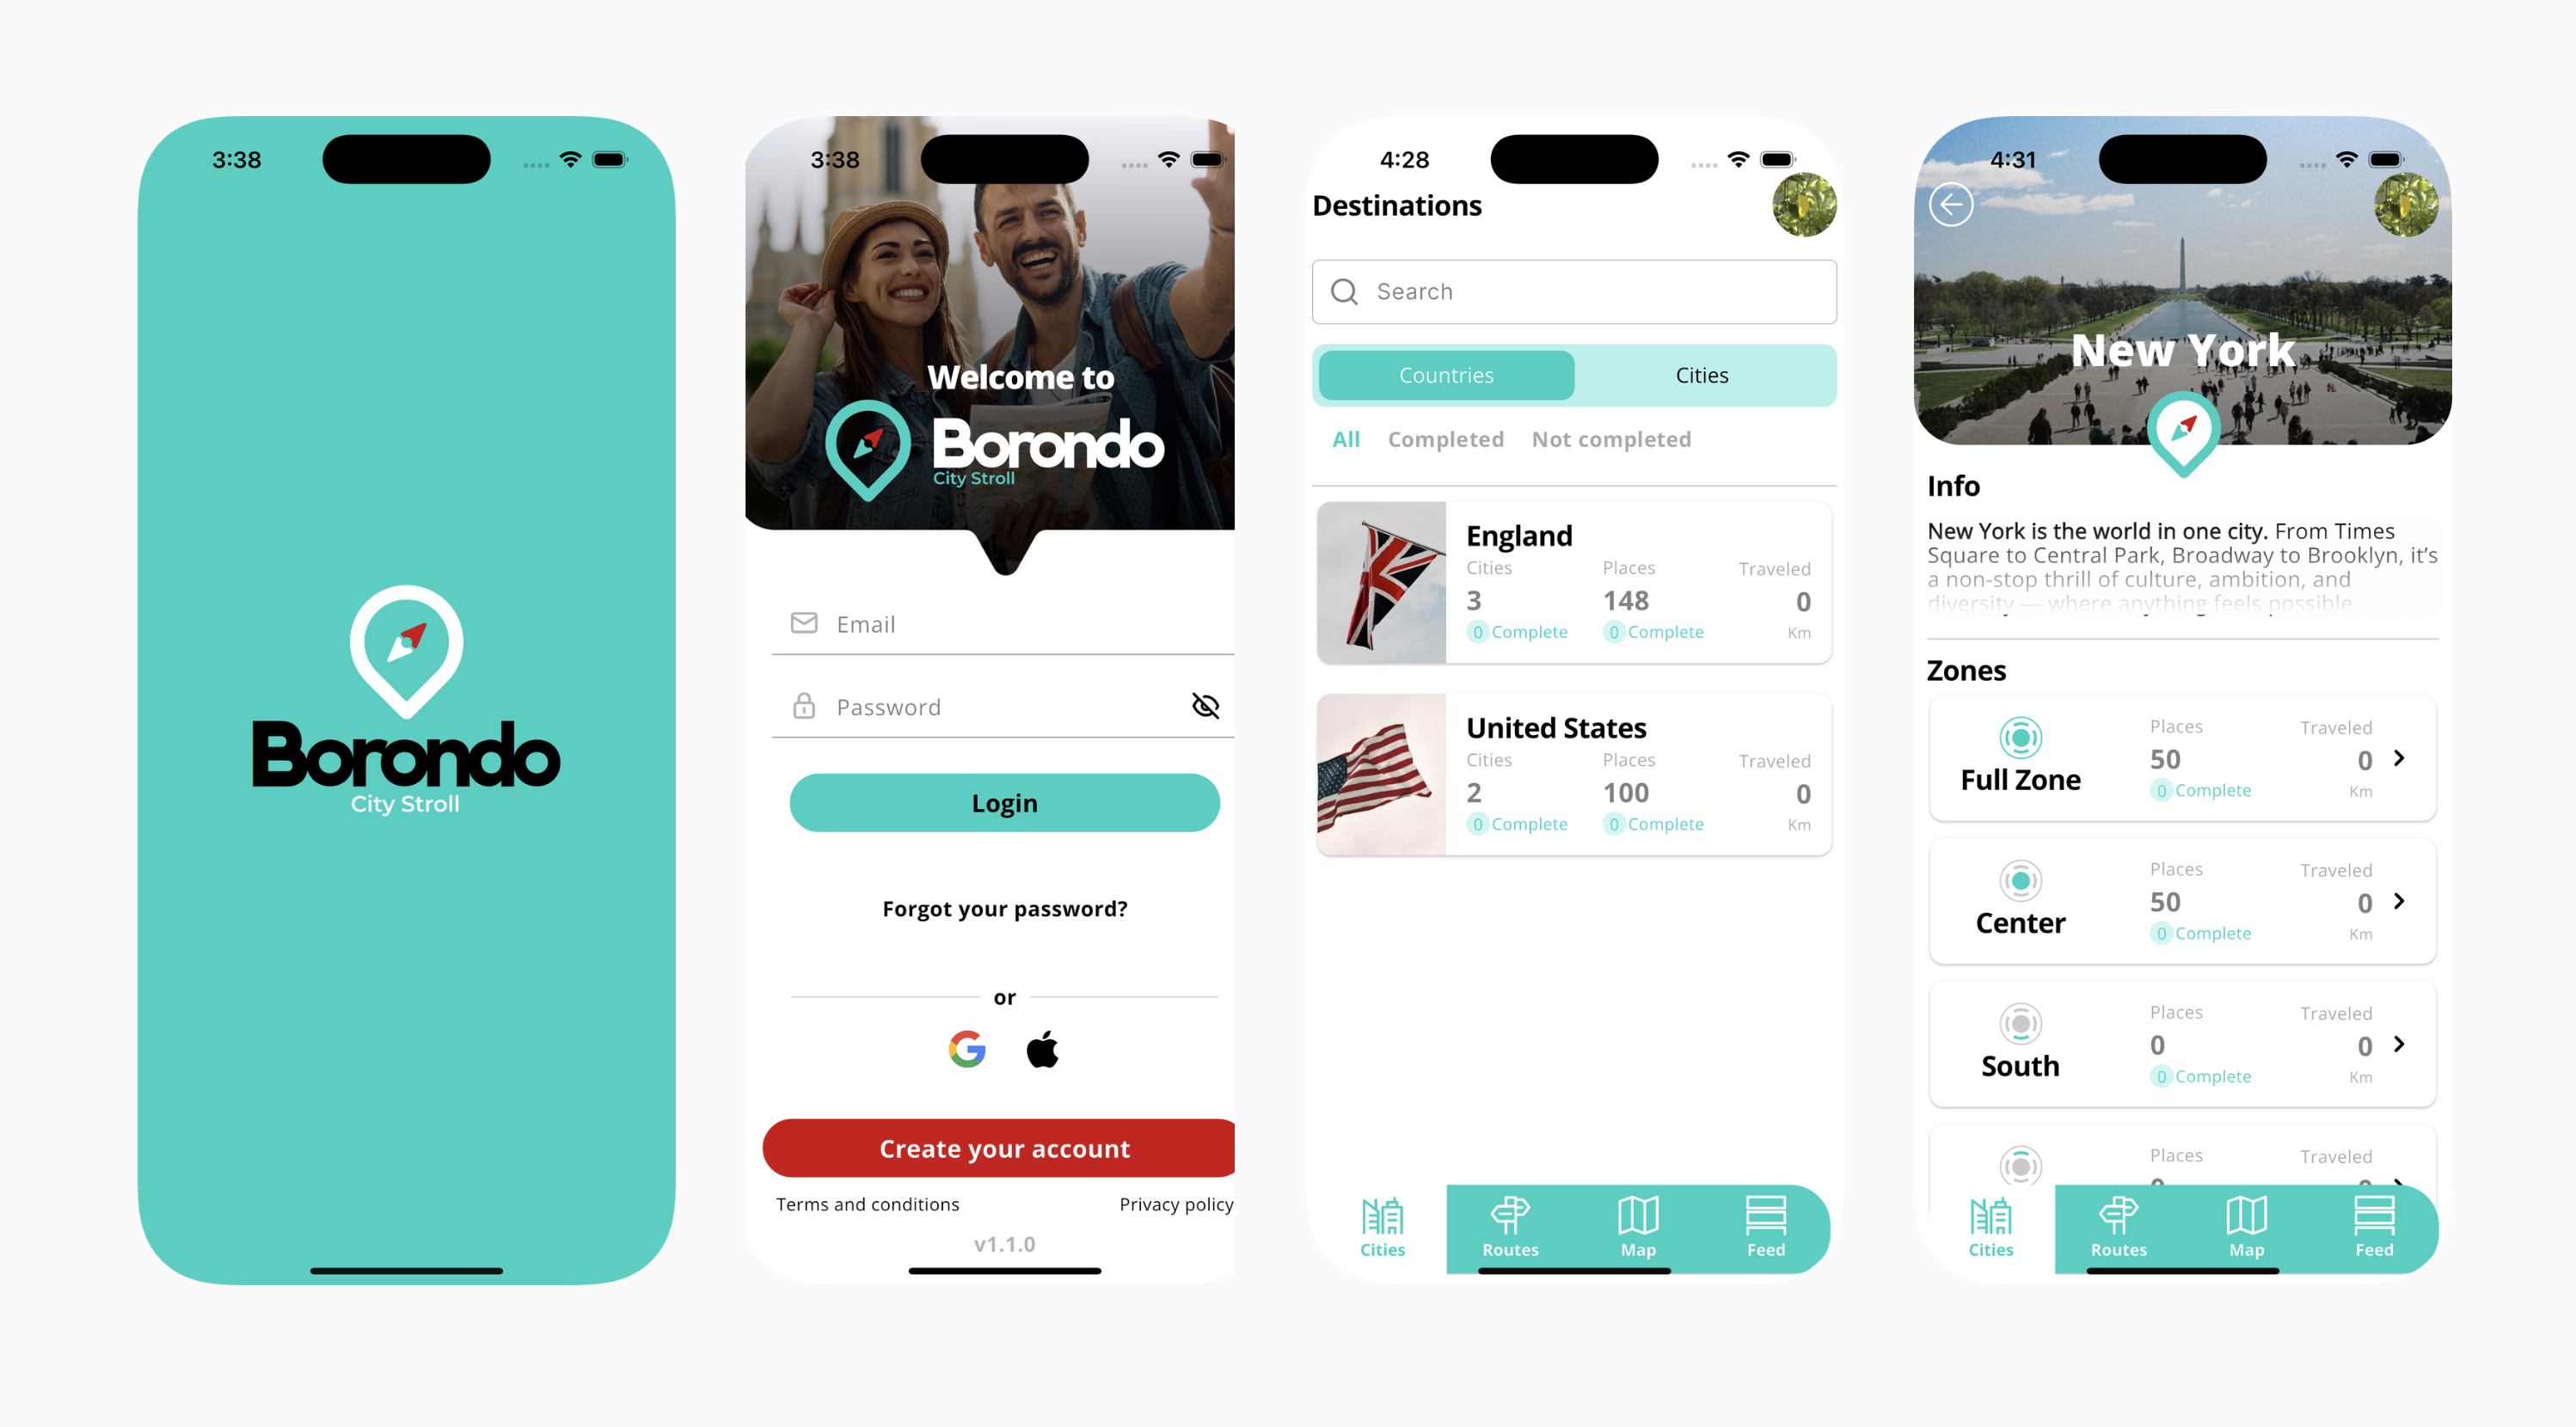 3:38
Borondo
City Stroll
3:38
Welcome to
Borondo
City Stroll
Email
Password
Login
Forgot your password?
or
Create your account
Terms and conditions Privacy policy
v1.1.0
4:28
Destinations
Search
Countries Cities
All Completed Not completed
England
Cities Places Traveled
3 148 0
0 Complete 0 Complete Km
United States
Cities Places Traveled
2 100 0
0 Complete 0 Complete Km
Cities Routes Map Feed
4:31
New York
Info
New York is the world in one city. From Times
Square to Central Park, Broadway to Brooklyn, it’s
a non-stop thrill of culture, ambition, and
diversity — where anything feels possible.
Zones
Places Traveled
Full Zone 50 0
0 Complete Km
Places Traveled
Center 50 0
0 Complete Km
Places Traveled
South 0 0
0 Complete Km
Places Traveled
Cities Routes Map Feed